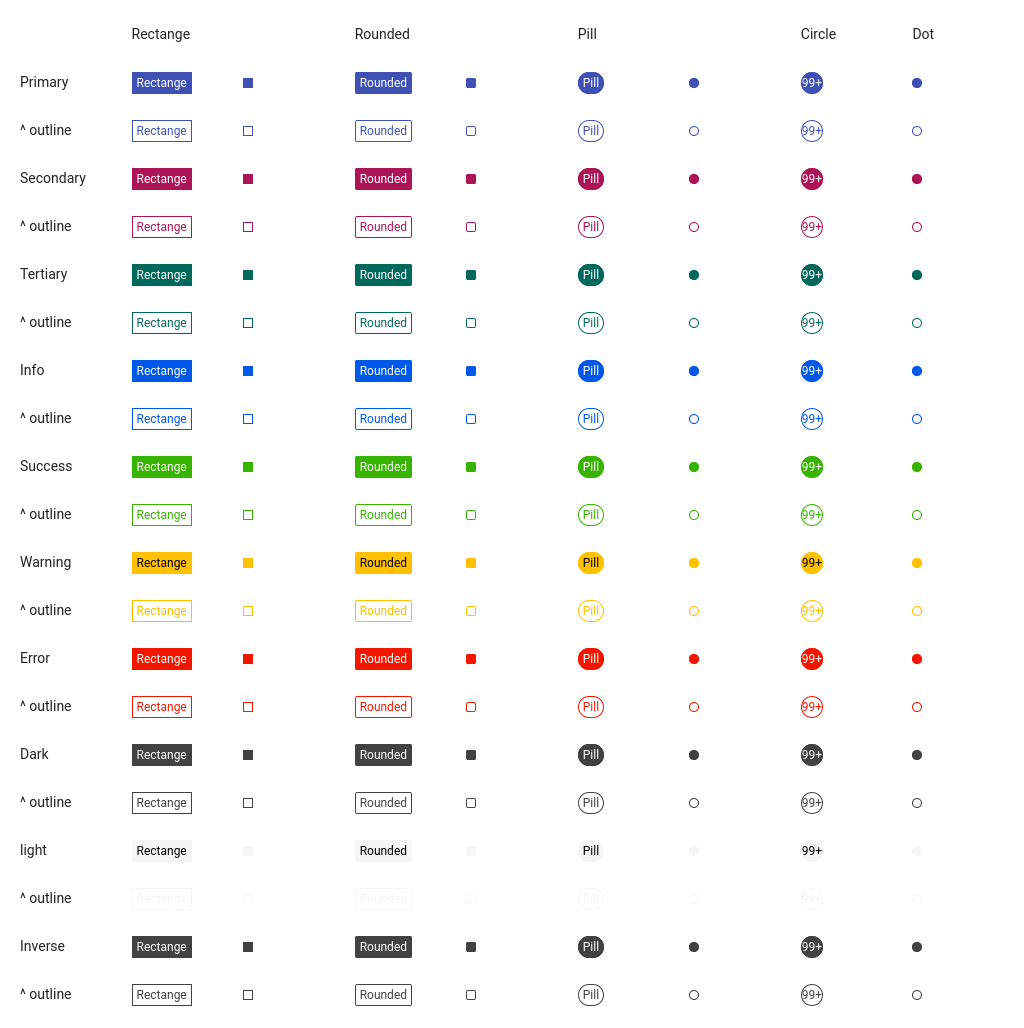 Rectange Rounded Pill Circle Dot
Primary Rectange Rounded Pill 99+
^ outline Rectange Rounded Pill 99+
Secondary Rectange Rounded Pill 99+
^ outline Rectange Rounded Pill 99+
Tertiary Rectange Rounded Pill 99+
^ outline Rectange Rounded Pill 99+
Info Rectange Rounded Pill 99+
^ outline Rectange Rounded Pill 99+
Success Rectange Rounded Pill 99+
^ outline Rectange Rounded Pill 99+
Warning Rectange Rounded Pill 99+
^ outline Rectange Rounded Pill 99+
Error Rectange Rounded Pill 99+
^ outline Rectange Rounded Pill 99+
Dark Rectange Rounded Pill 99+
^ outline Rectange Rounded Pill 99+
light Rectange Rounded Pill 99+
^ outline Rectange Rounded Pill 99+
Inverse Rectange Rounded Pill 99+
^ outline Rectange Rounded Pill 99+